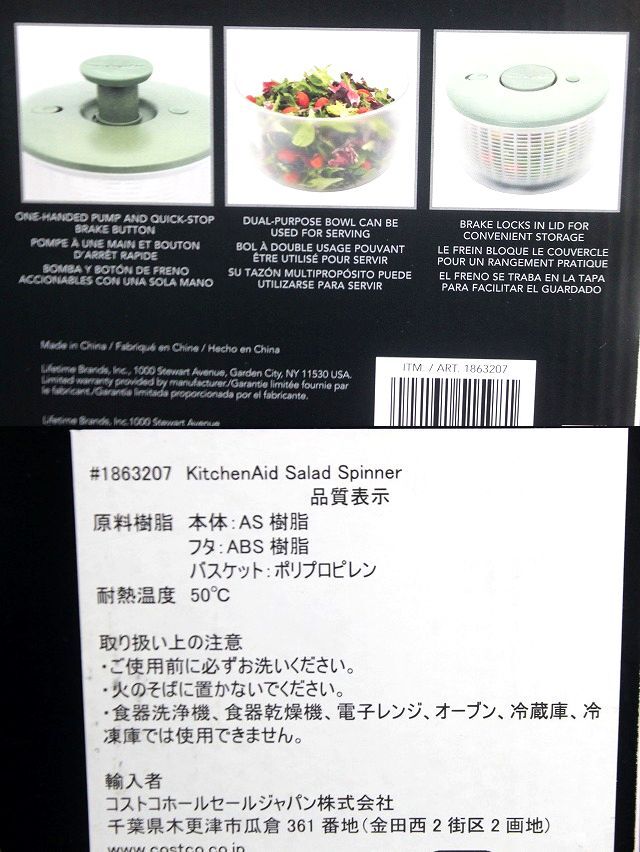 ONE-HANDED PUMP AND QUICK-STOP
BRAKE BUTTON
POMPE À UNE MAIN ET BOUTON
D'ARRÊT RAPIDE
BOMBA Y BOTÓN DE FRENO
ACCIONABLES CON UNA SOLA MANO
DUAL-PURPOSE BOWL CAN BE
USED FOR SERVING
BOL À DOUBLE USAGE POUVANT
ÊTRE UTILISÉ POUR SERVIR
SU TAZÓN MULTIPROPÓSITO PUEDE
UTILIZARSE PARA SERVIR
BRAKE LOCKS IN LID FOR
CONVENIENT STORAGE
LE FREIN BLOQUE LE COUVERCLE
POUR UN RANGEMENT PRATIQUE
EL FRENO SE TRABA EN LA TAPA
PARA FACILITAR EL GUARDADO
Made in China / Fabriqué en Chine / Hecho en China
Lifetime Brands, Inc., 1000 Stewart Avenue, Garden City, NY 11530 USA.
Limited warranty provided by manufacturer./Garantie limitée fournie par
le fabricant./Garantía limitada proporcionada por el fabricante.
Lifetime Brands, Inc.1000 Stewart Avenue
ITM. / ART. 1863207
#1863207 KitchenAid Salad Spinner
品質表示
原料樹脂 本体:AS 樹脂
フタ:ABS 樹脂
バスケット:ポリプロピレン
耐熱温度 50℃
取り扱い上の注意
・ご使用前に必ずお洗いください。
・火のそばに置かないでください。
・食器洗浄機、食器乾燥機、電子レンジ、オーブン、冷蔵庫、冷
凍庫では使用できません。
輸入者
コストコホールセールジャパン株式会社
千葉県木更津市瓜倉 361 番地(金田西 2 街区 2 画地)
www.costco.co.jp